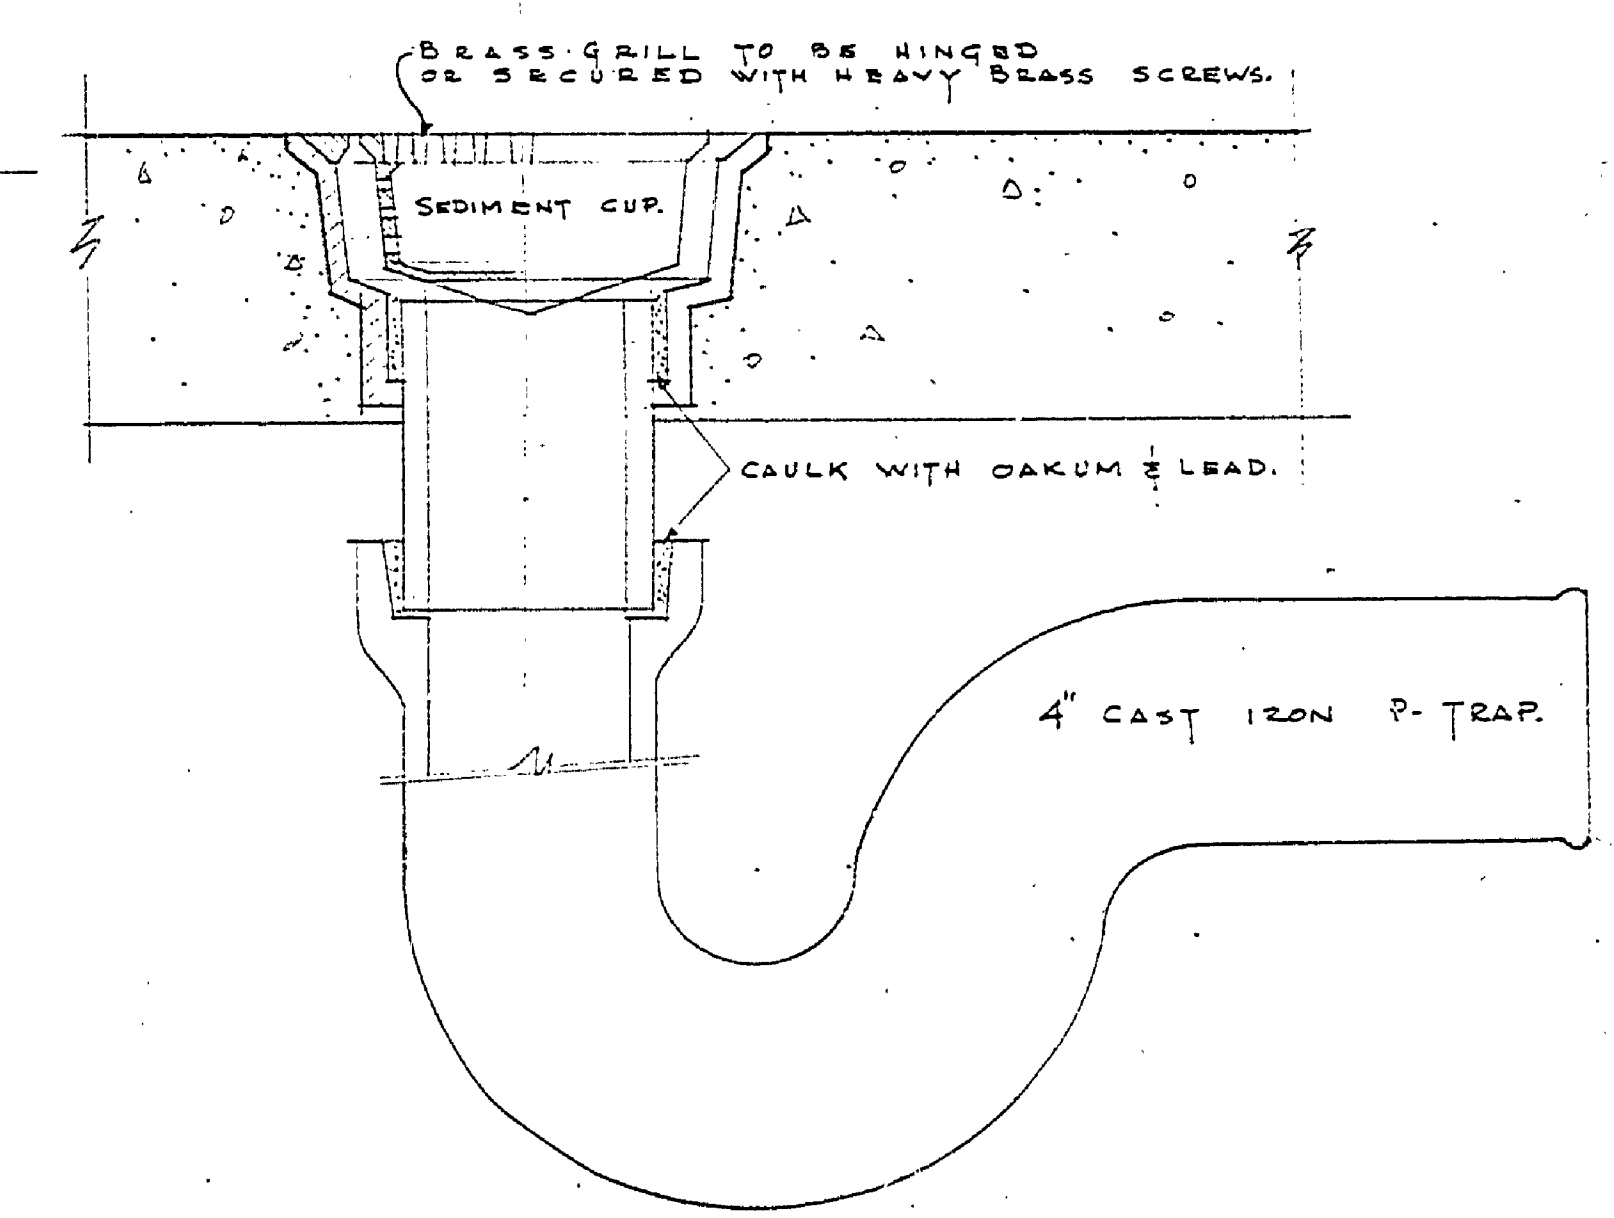 BRASS GRILL TO BE HINGED
OR SECURED WITH HEAVY BRASS SCREWS.
SEDIMENT CUP.
CAULK WITH OAKUM & LEAD.
4" CAST IRON P-TRAP.